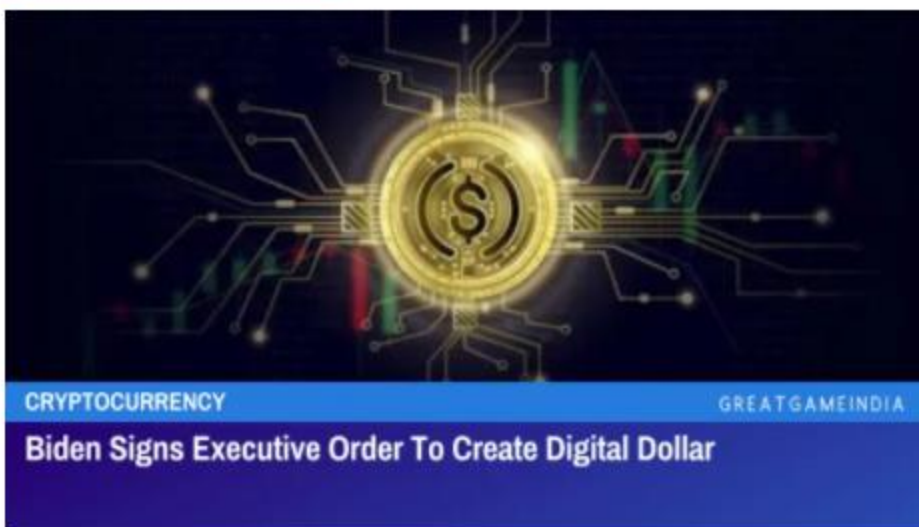 CRYPTOCURRENCY
GREATGAMEINDIA
Biden Signs Executive Order To Create Digital Dollar